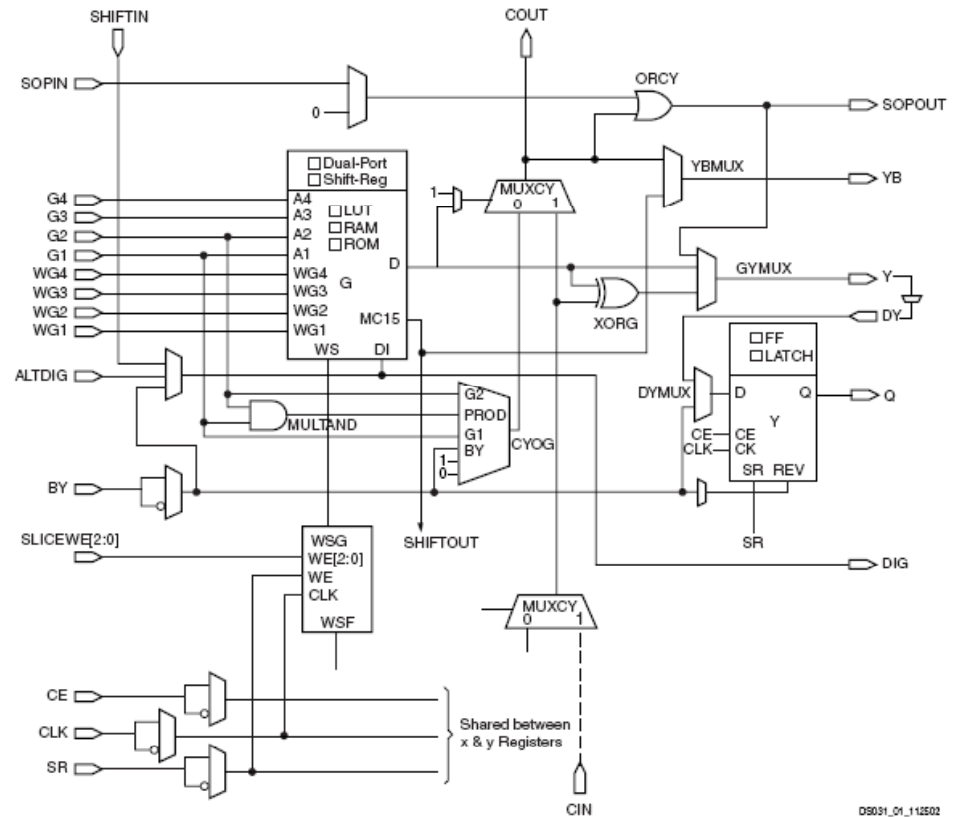 SHIFTIN
COUT
SOPIN
0
ORCY
SOPOUT
Dual-Port
Shift-Reg
YBMUX
YB
G4
G3
G2
G1
WG4
WG3
WG2
WG1
A4
A3
A2
A1
WG4
WG3
WG2
WG1
LUT
RAM
ROM
D
G
MC15
WS
DI
1
MUXCY
0 1
GYMUX
Y
XORG
DY
ALTDIG
MULTAND
G2
PROD
G1
BY
1
0
CYOG
DYMUX
FF
LATCH
D
Q
Y
CE
CLK
CE
CK
SR REV
Q
BY
SHIFTOUT
SR
SLICEWE[2:0]
WSG
WE[2:0]
WE
CLK
WSF
DIG
MUXCY
0 1
CE
CLK
SR
Shared between
x & y Registers
CIN
DS031_01_112502